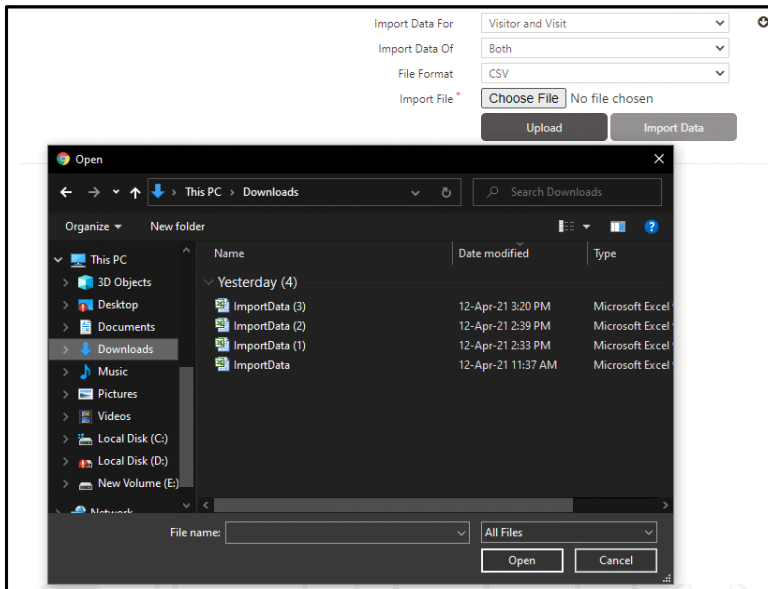 Import Data For Visitor and Visit
Import Data Of Both
File Format CSV
Import File * Choose File No file chosen
Upload Import Data
Open
This PC > Downloads Search Downloads
Organize New folder
Name Date modified Type
This PC
Yesterday (4)
3D Objects
ImportData (3) 12-Apr-21 3:20 PM Microsoft Excel
Desktop
ImportData (2) 12-Apr-21 2:39 PM Microsoft Excel
Documents
ImportData (1) 12-Apr-21 2:33 PM Microsoft Excel
Downloads
ImportData 12-Apr-21 11:37 AM Microsoft Excel
Music
Pictures
Videos
Local Disk (C:)
Local Disk (D:)
New Volume (E:)
Network
File name: All Files
Open Cancel